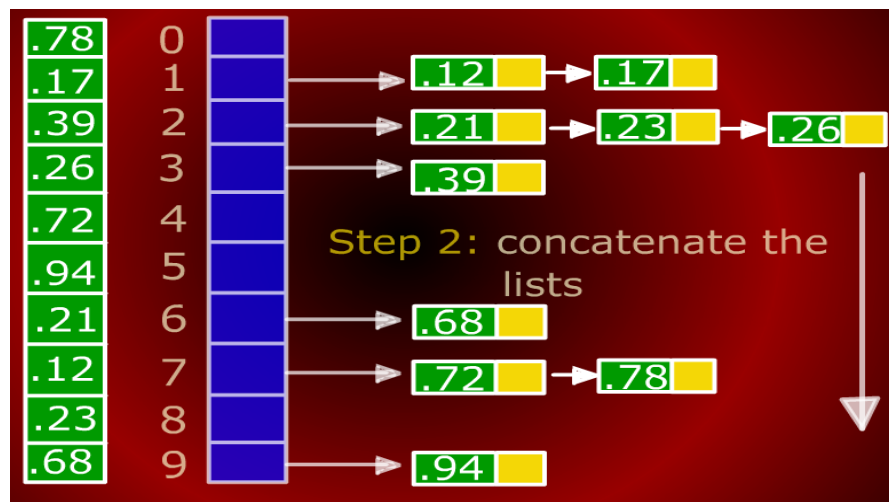 .78 0
.17 1 .12 .17
.39 2 .21 .23 .26
.26 3 .39
.72 4
Step 2: concatenate the
.94 5
lists
.21 6 .68
.12 7 .72 .78
.23 8
.68 9 .94